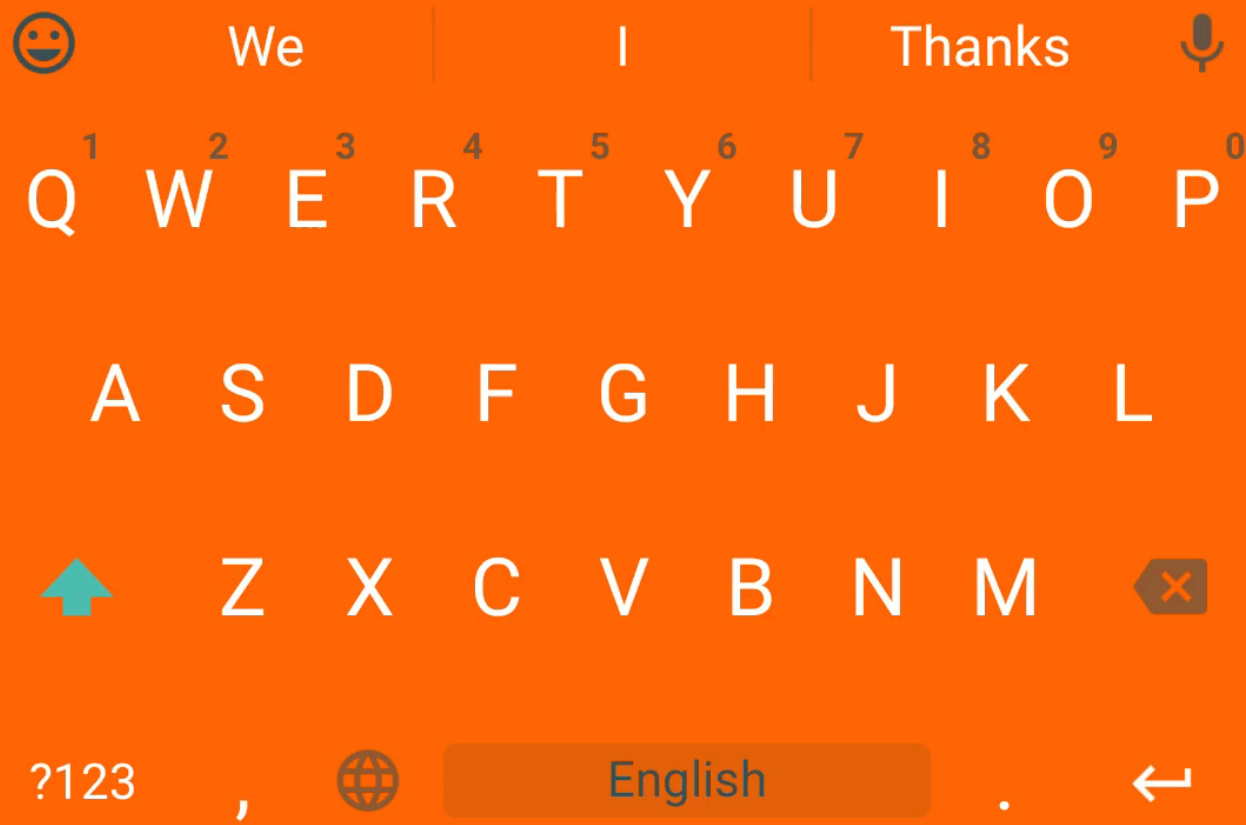 We I Thanks
1 2 3 4 5 6 7 8 9 0
Q W E R T Y U I O P
A S D F G H J K L
Z X C V B N M
?123 , English .